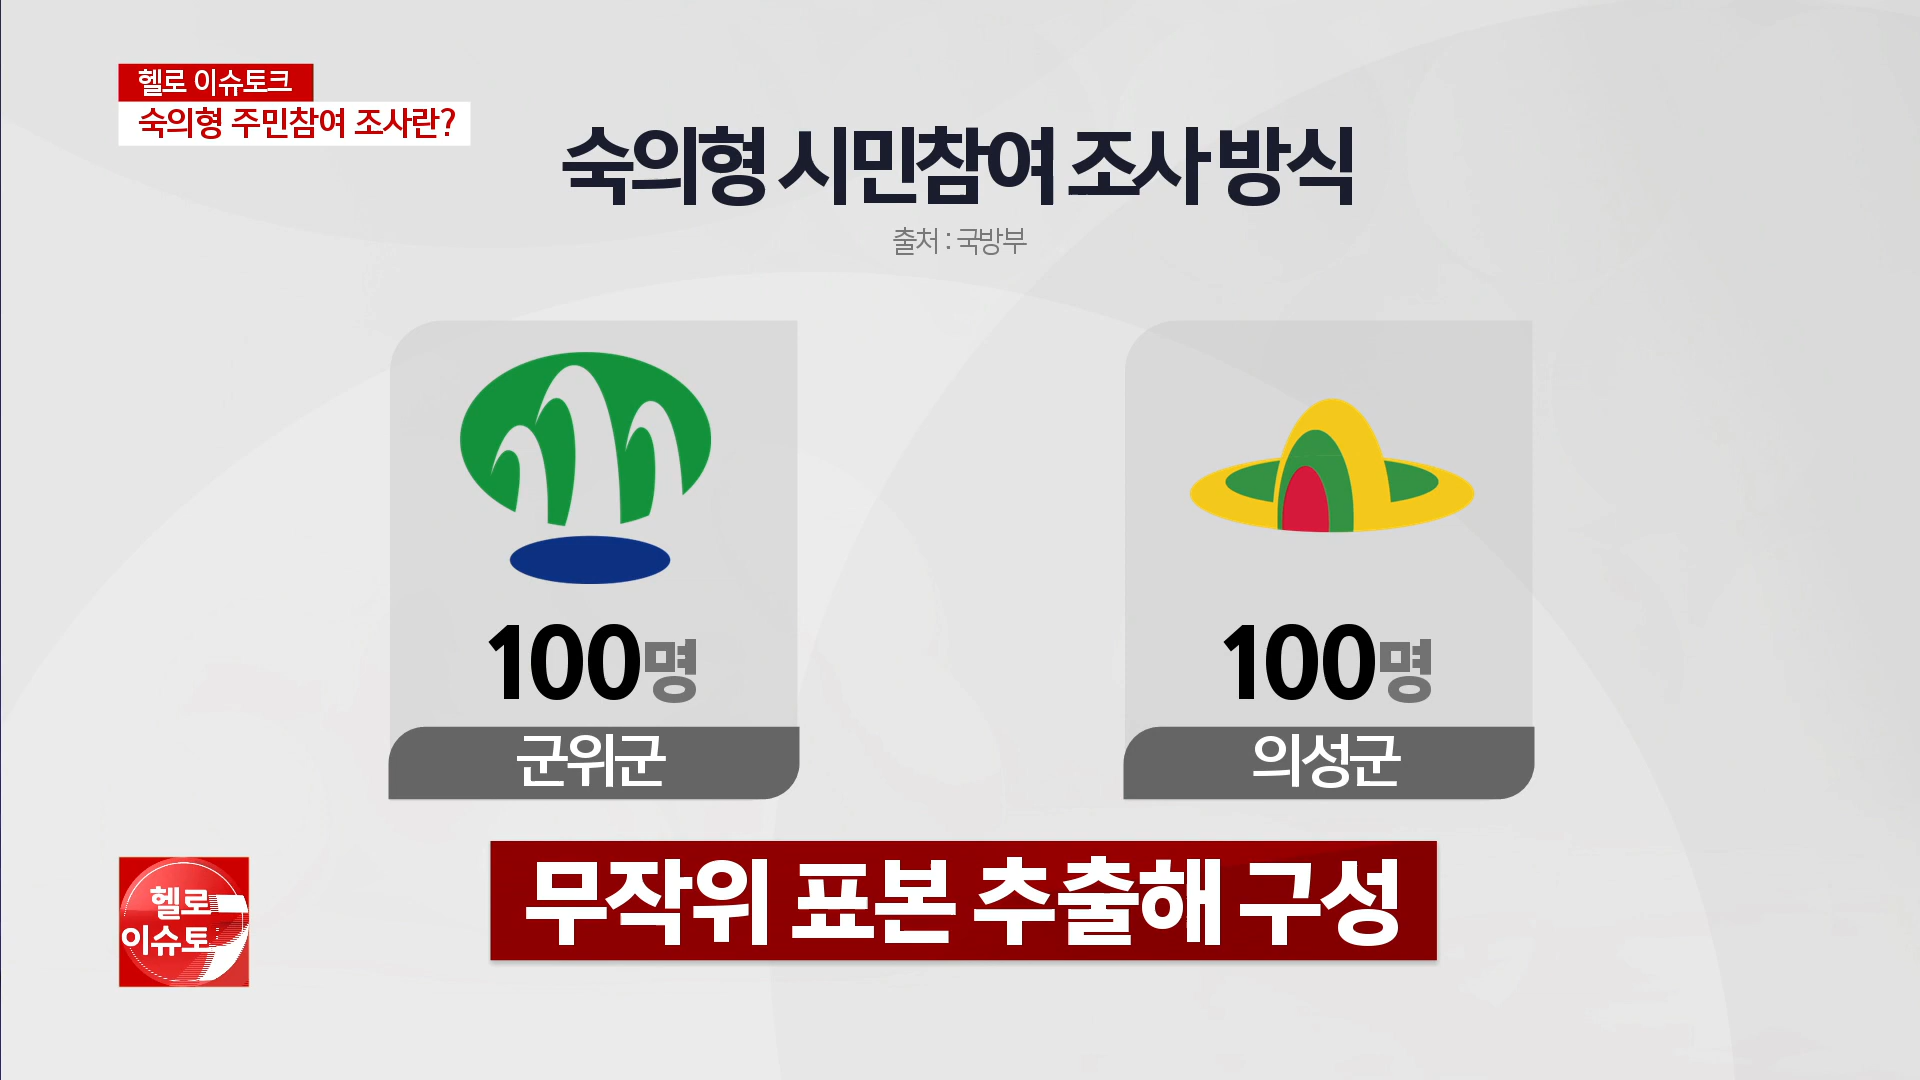 헬로 이슈토크
숙의형 주민참여 조사란?
숙의형 시민참여 조사 방식
출처 : 국방부
100명
100명
군위군
의성군
무작위 표본 추출해 구성
헬로
이슈토